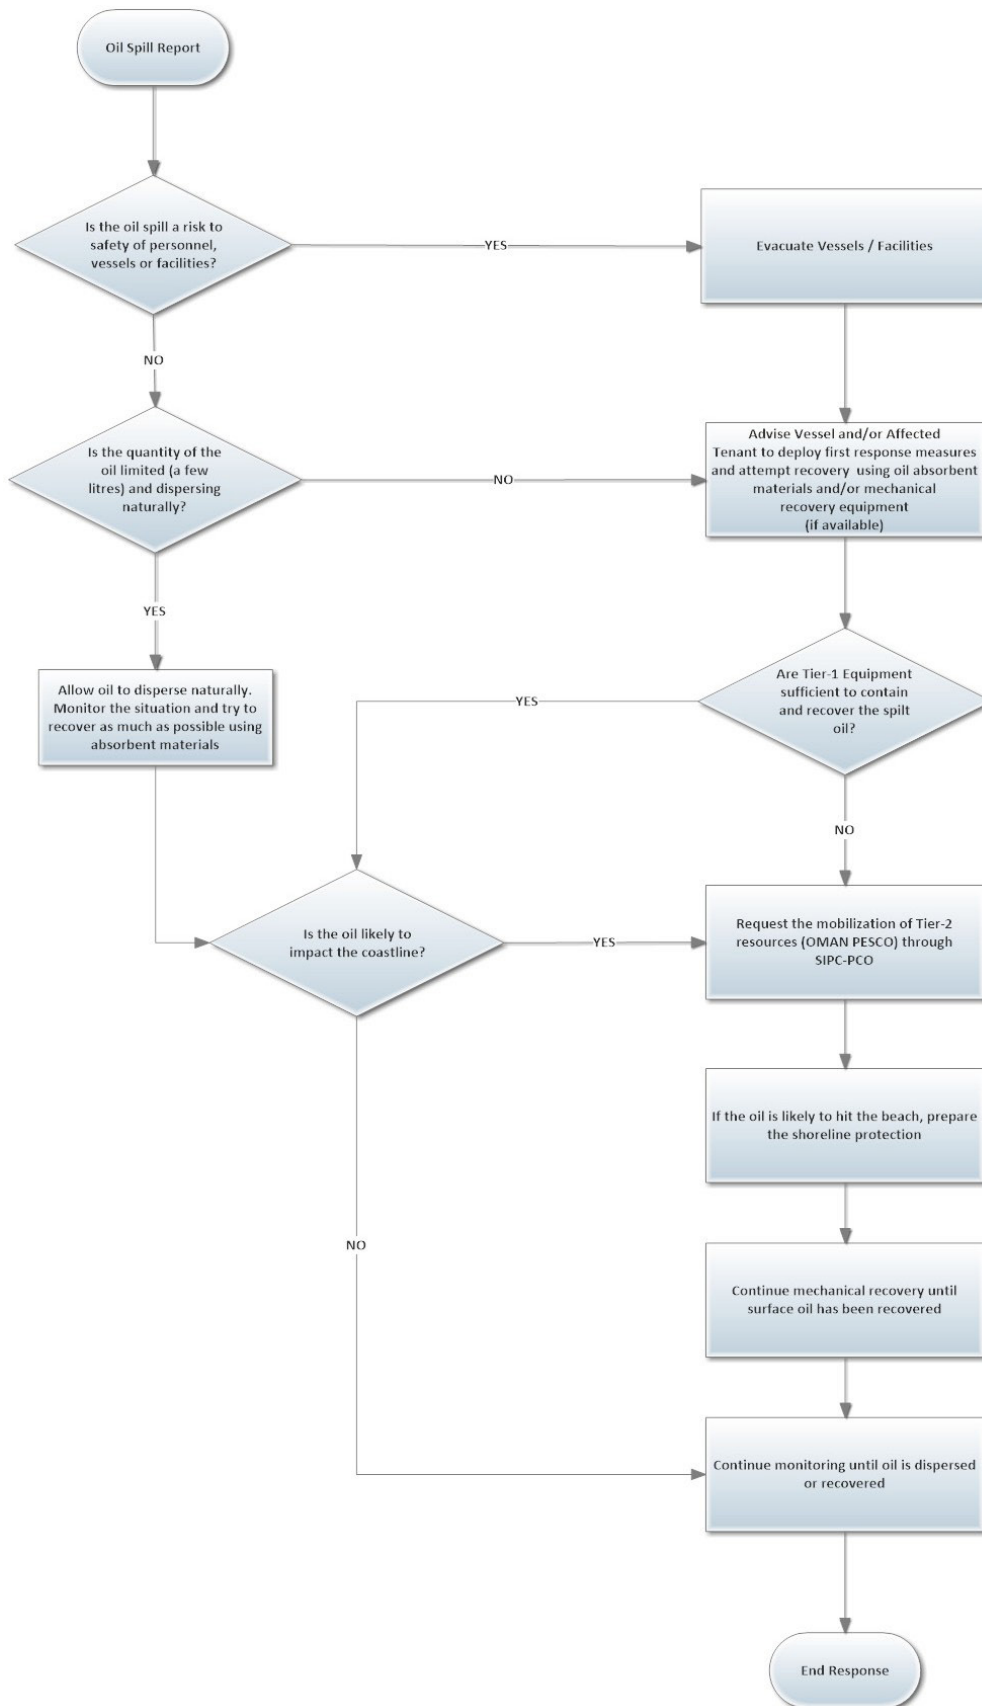 Oil Spill Report
Is the oil spill a risk to
safety of personnel,
vessels or facilities?
YES
Evacuate Vessels / Facilities
NO
Is the quantity of the
oil limited (a few
litres) and dispersing
naturally?
NO
Advise Vessel and/or Affected
Tenant to deploy first response measures
and attempt recovery using oil absorbent
materials and/or mechanical
recovery equipment
(if available)
YES
Allow oil to disperse naturally.
Monitor the situation and try to
recover as much as possible using
absorbent materials
Are Tier-1 Equipment
sufficient to contain
and recover the spilt
oil?
YES
NO
Is the oil likely to
impact the coastline?
YES
Request the mobilization of Tier-2
resources (OMAN PESCO) through
SIPC-PCO
If the oil is likely to hit the beach, prepare
the shoreline protection
NO
Continue mechanical recovery until
surface oil has been recovered
Continue monitoring until oil is dispersed
or recovered
End Response